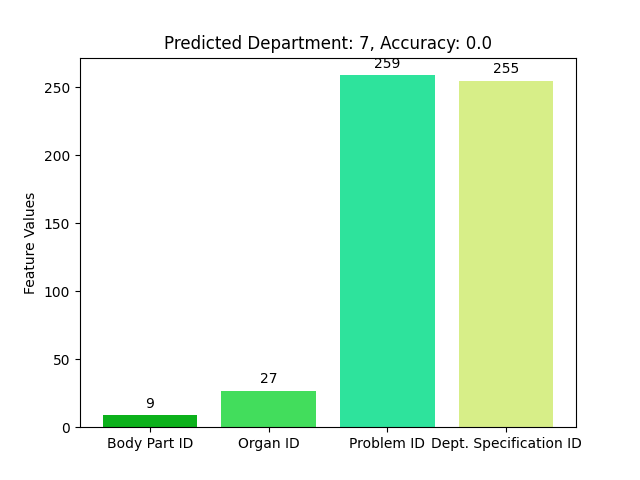 Predicted Department: 7, Accuracy: 0.0
Feature Values
250
200
150
100
50
0
9
27
259
255
Body Part ID
Organ ID
Problem ID
Dept. Specification ID